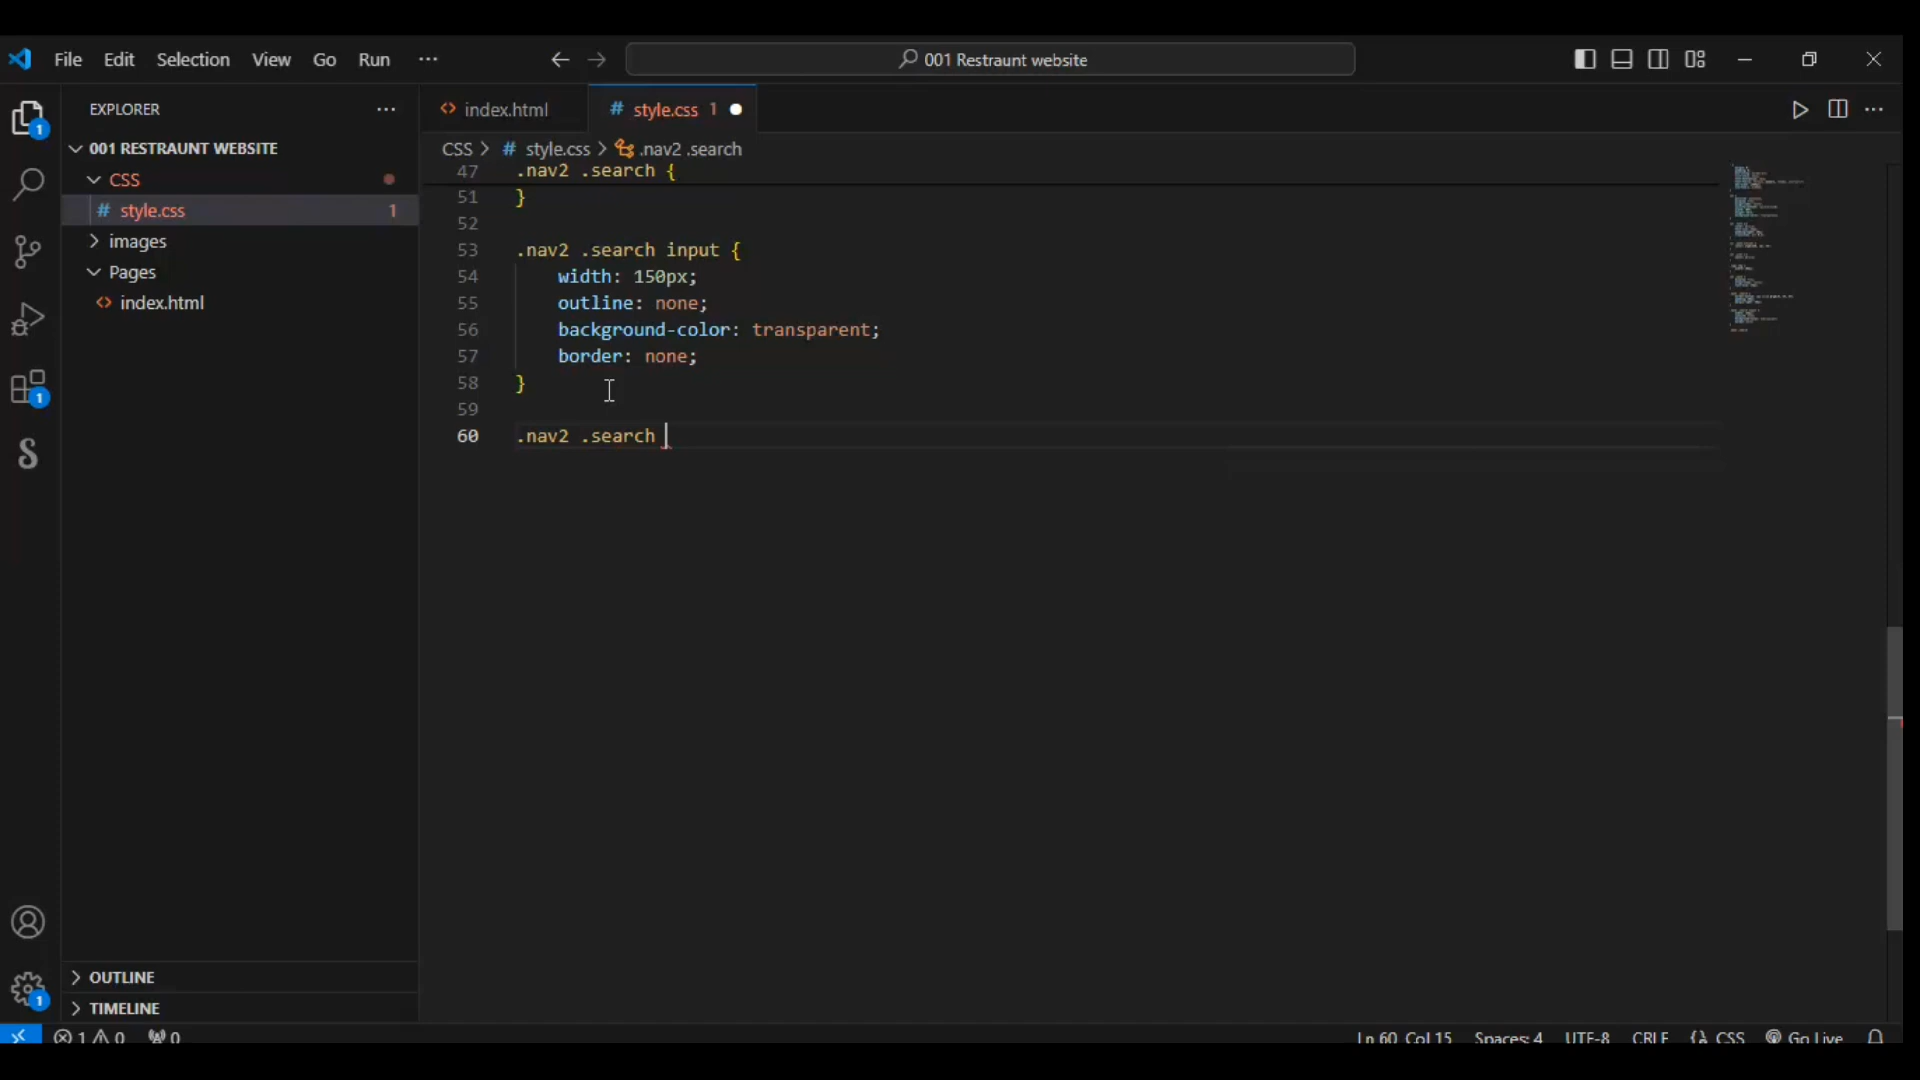 File Edit Selection View Go Run ··· 001 Restraunt website
EXPLORER ···
index.html
# style.css 1
CSS > # style.css > .nav2 .search
001 RESTRAUNT WEBSITE
CSS
# style.css 1
images
Pages
<> index.html
47 .nav2 .search {
51 }
52
53 .nav2 .search input {
54 width: 150px;
55 outline: none;
56 background-color: transparent;
57 border: none;
58 }
59
60 .nav2 .search
1
1
1
OUTLINE
TIMELINE
1 0 0 Ln 60, Col 15 Spaces: 4 UTF-8 CRLF {} CSS Go Live